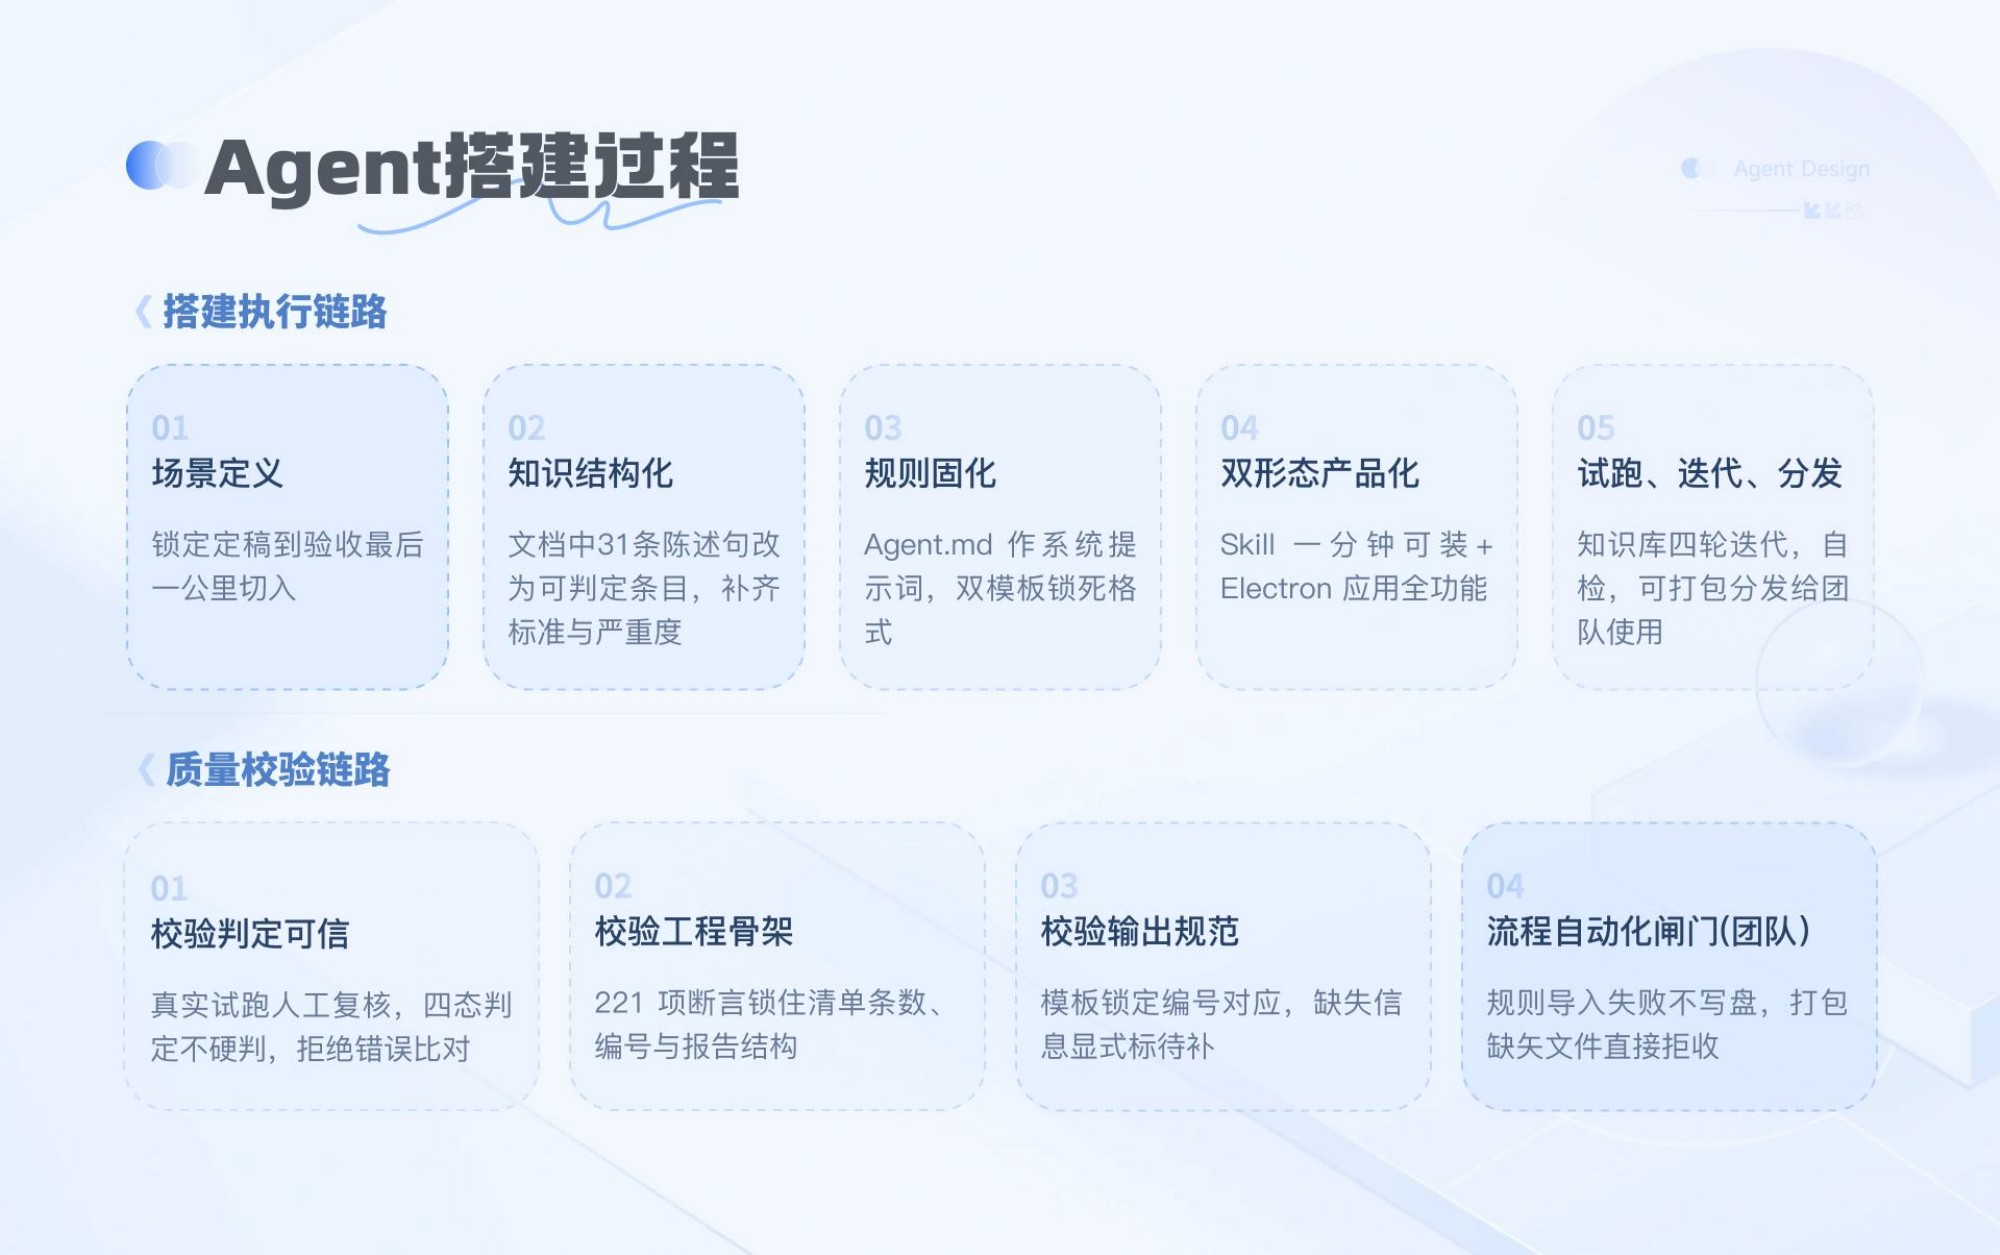 Agent搭建过程
Agent Design
搭建执行链路
01
场景定义
锁定定稿到验收最后
一公里切入
02
知识结构化
文档中31条陈述句改
为可判定条目，补齐
标准与严重度
03
规则固化
Agent.md 作系统提
示词，双模板锁死格
式
04
双形态产品化
Skill 一分钟可装+
Electron 应用全功能
05
试跑、迭代、分发
知识库四轮迭代，自
检，可打包分发给团
队使用
质量校验链路
01
校验判定可信
真实试跑人工复核，四态判
定不硬判，拒绝错误比对
02
校验工程骨架
221 项断言锁住清单条数、
编号与报告结构
03
校验输出规范
模板锁定编号对应，缺失信
息显式标待补
04
流程自动化闸门(团队）
规则导入失败不写盘，打包
缺矢文件直接拒收